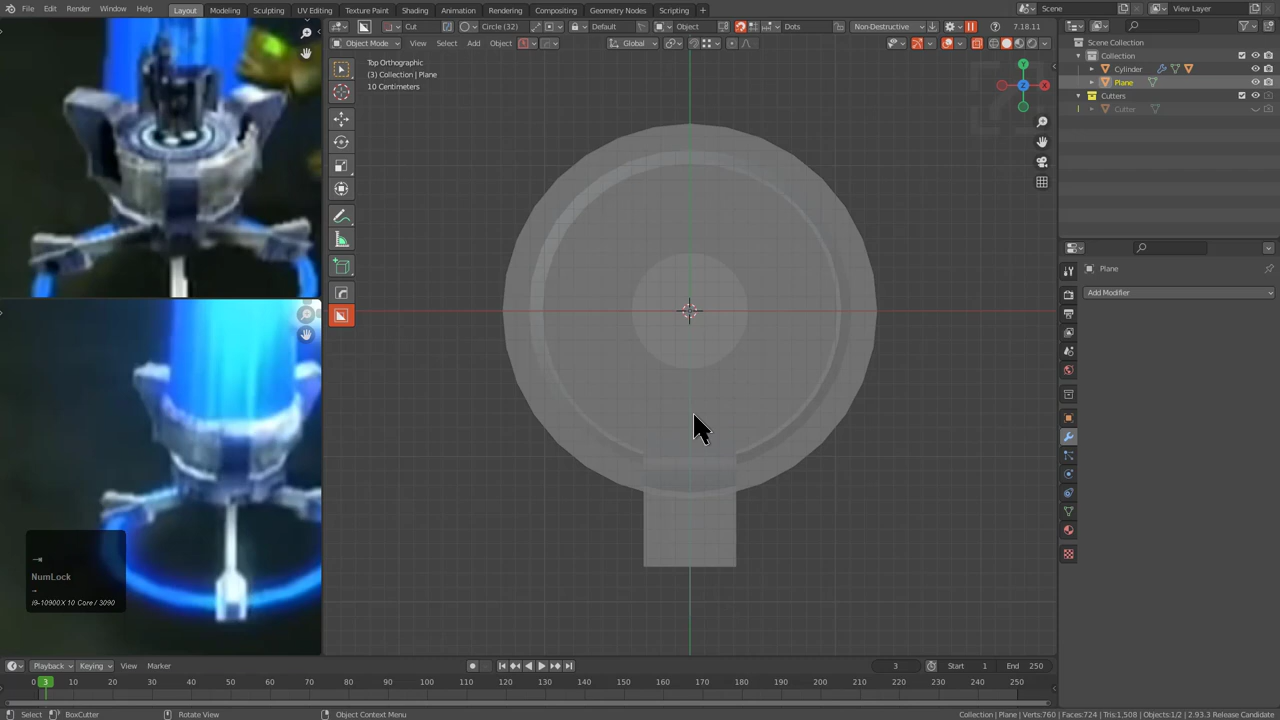 File Edit Render Window Help Layout Modeling Sculpting UV Editing Texture Paint Shading Animation Rendering Compositing Geometry Nodes Scripting + Scene View Layer
Cut Circle (32) Default Object Dots Non-Destructive 7.18.11
Object Mode View Select Add Object Global
Top Orthographic
(3) Collection | Plane
10 Centimeters
Y
X
Z
Scene Collection
Collection
Cylinder
Plane
Cutters
Cutter
Plane
Add Modifier
NumLock
i9-10900X 10 Core / 3090
Playback Keying View Marker 3 Start 1 End 250
0 3 10 20 30 40 50 60 70 80 90 100 110 120 130 140 150 160 170 180 190 200 210 220 230 240 250
Select BoxCutter Rotate View Object Context Menu Collection | Plane | Verts:760 | Faces:724 | Tris:1,508 | Objects:1/2 | 2.93.3 Release Candidate